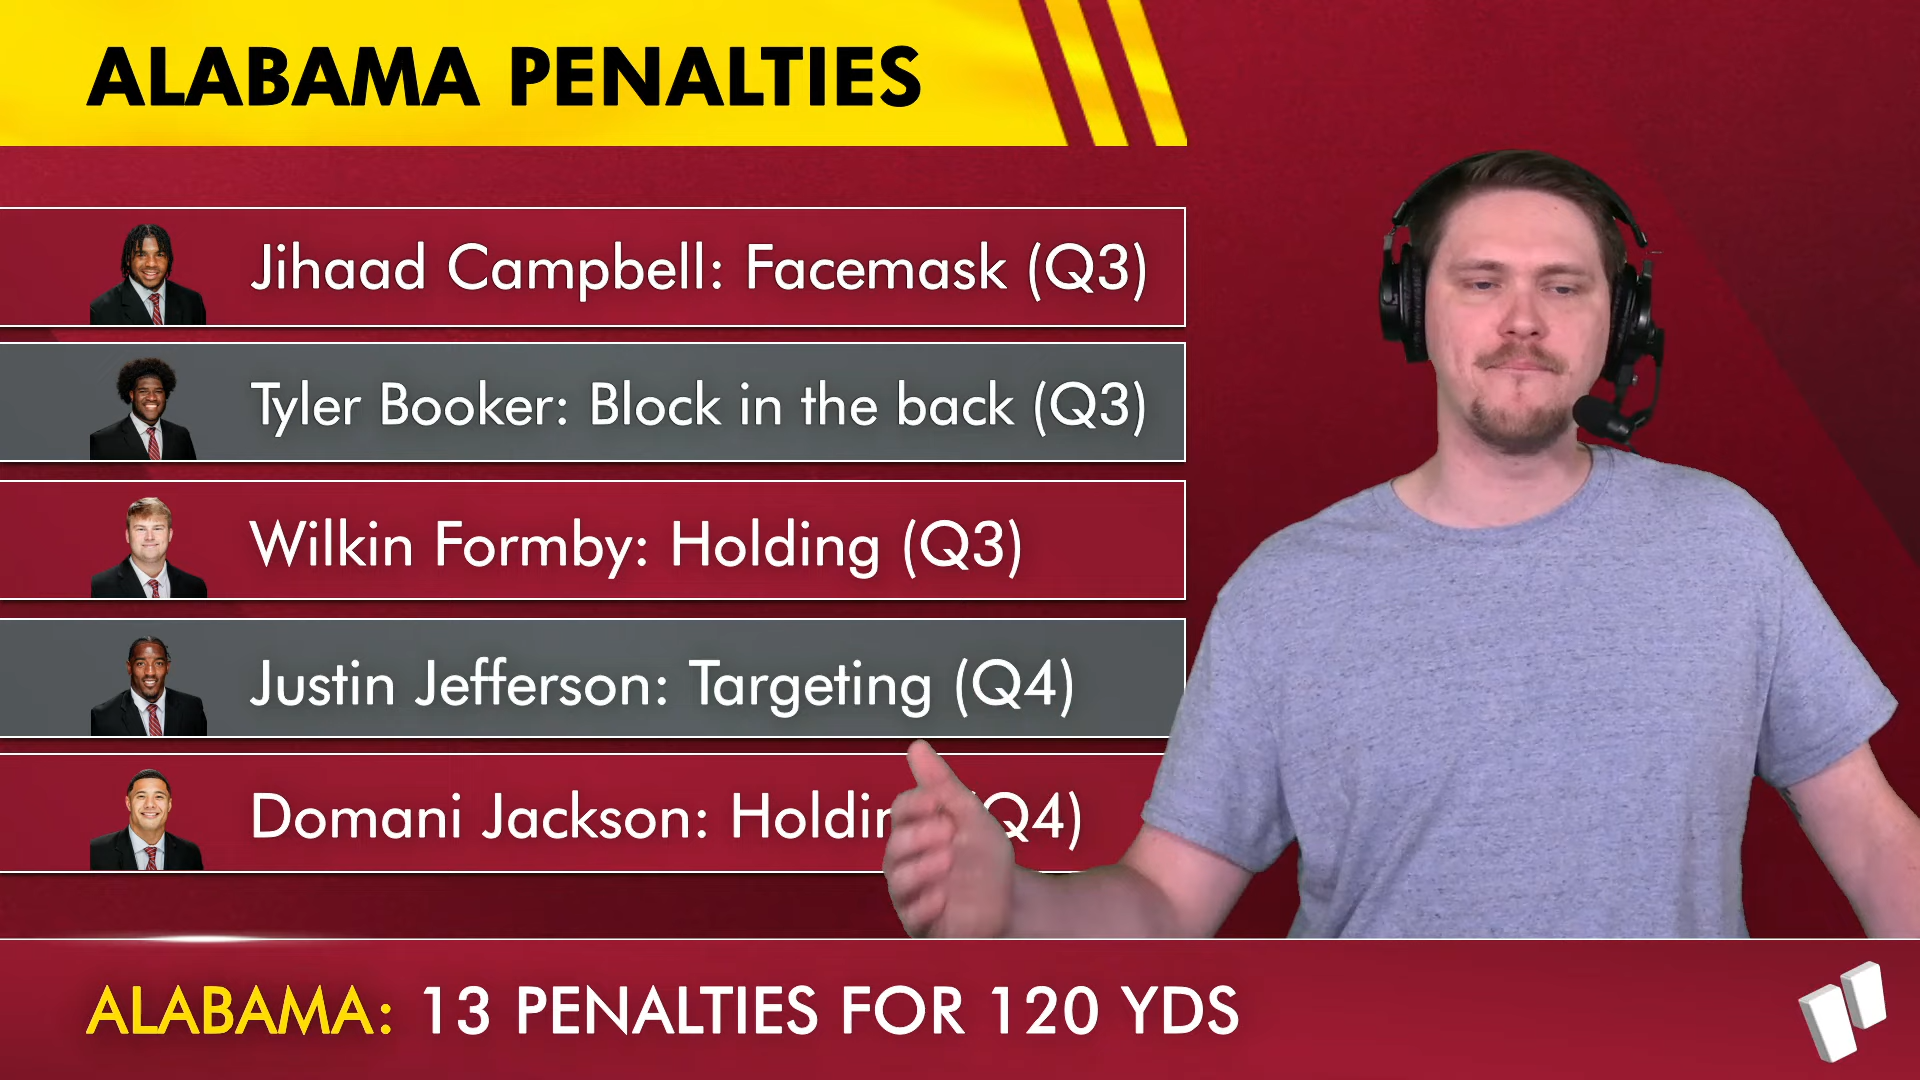 ALABAMA PENALTIES
Jihaad Campbell: Facemask (Q3)
Tyler Booker: Block in the back (Q3)
Wilkin Formby: Holding (Q3)
Justin Jefferson: Targeting (Q4)
Domani Jackson: Holdin Q4)
ALABAMA: 13 PENALTIES FOR 120 YDS